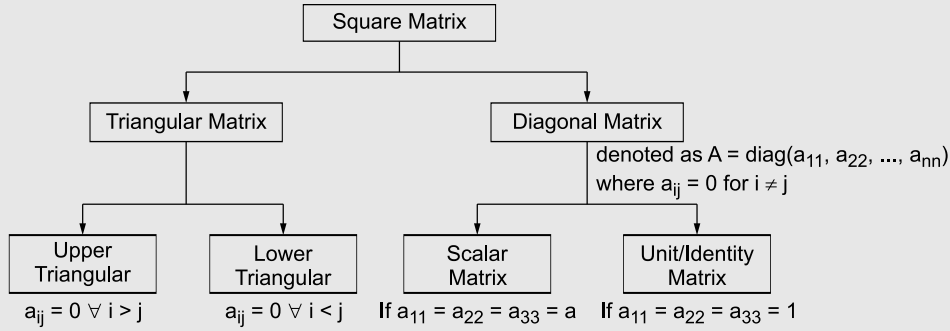 Square Matrix
Triangular Matrix
Diagonal Matrix
denoted as A = diag(a11, a22, ..., ann)
where aij = 0 for i ≠ j
Upper
Triangular
Lower
Triangular
Scalar
Matrix
Unit/Identity
Matrix
aij = 0 ∀ i > j
aij = 0 ∀ i < j
If a11 = a22 = a33 = a
If a11 = a22 = a33 = 1